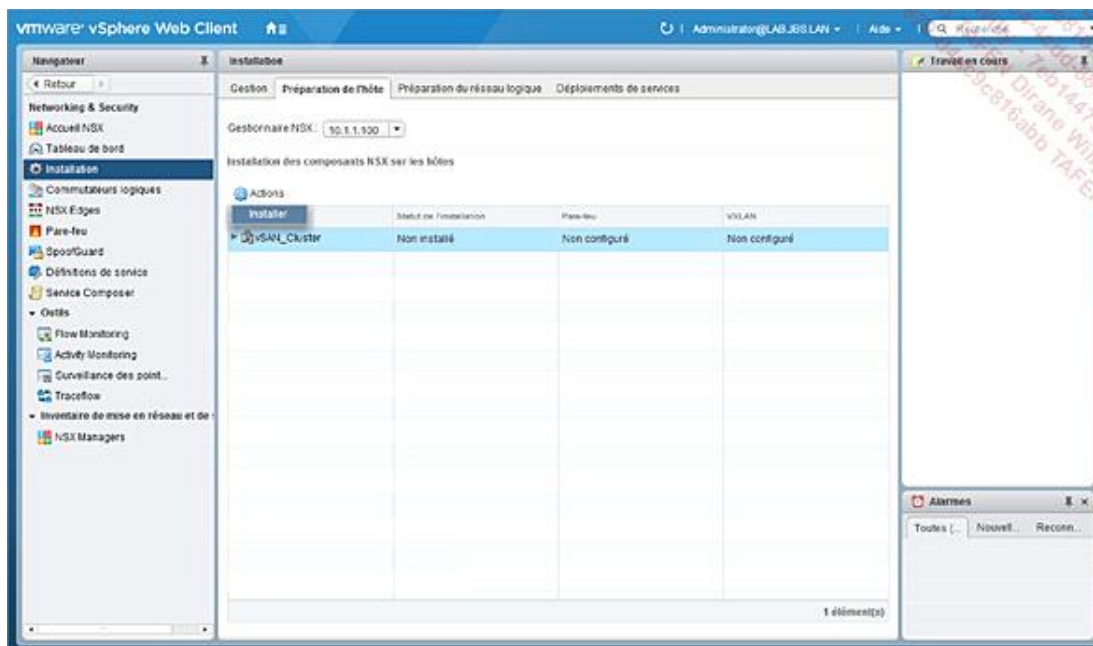 vmware® vSphere Web Client
Administrator@LAB.JBS.LAN
Aide
Recherche
Navigateur
Retour
Networking & Security
Accueil NSX
Tableau de bord
Installation
Commutateurs logiques
NSX Edges
Pare-feu
SpoofGuard
Définitions de service
Service Composer
Outils
Flow Monitoring
Activity Monitoring
Surveillance des point...
Traceflow
Inventaire de mise en réseau et de
NSX Managers
Installation
Gestion
Préparation de l'hôte
Préparation du réseau logique
Déploiements de services
Gestionnaire NSX :
10.1.1.100
Installation des composants NSX sur les hôtes
Actions
Installer
Statut de l'installation
Pare-feu
VXLAN
vSAN_Cluster
Non installé
Non configuré
Non configuré
1 élément(s)
Travail en cours
Alarmes
Toutes (...
Nouvel...
Reconn...